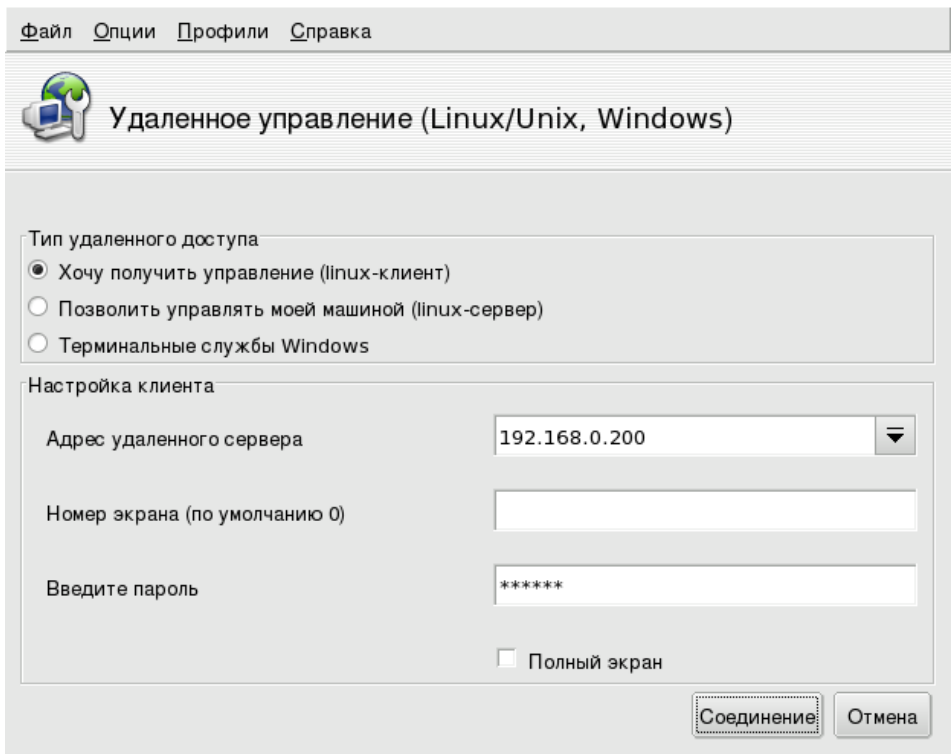 Файл Опции Профили Справка
Удаленное управление (Linux/Unix, Windows)
Тип удаленного доступа
Хочу получить управление (linux-клиент)
Позволить управлять моей машиной (linux-сервер)
Терминальные службы Windows
Настройка клиента
Адрес удаленного сервера 192.168.0.200
Номер экрана (по умолчанию 0)
Введите пароль ******
Полный экран
Соединение Отмена